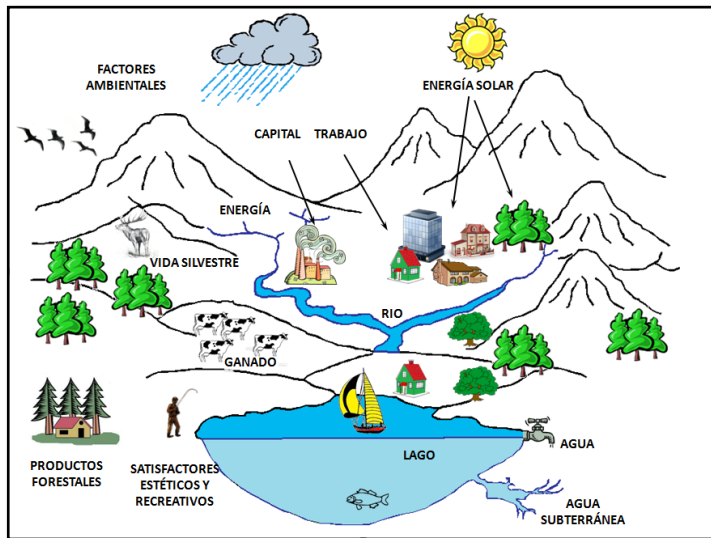 FACTORES
AMBIENTALES
ENERGÍA SOLAR
CAPITAL
TRABAJO
ENERGÍA
VIDA SILVESTRE
RIO
GANADO
LAGO
AGUA
PRODUCTOS
FORESTALES
SATISFACTORES
ESTÉTICOS Y
RECREATIVOS
AGUA
SUBTERRÁNEA